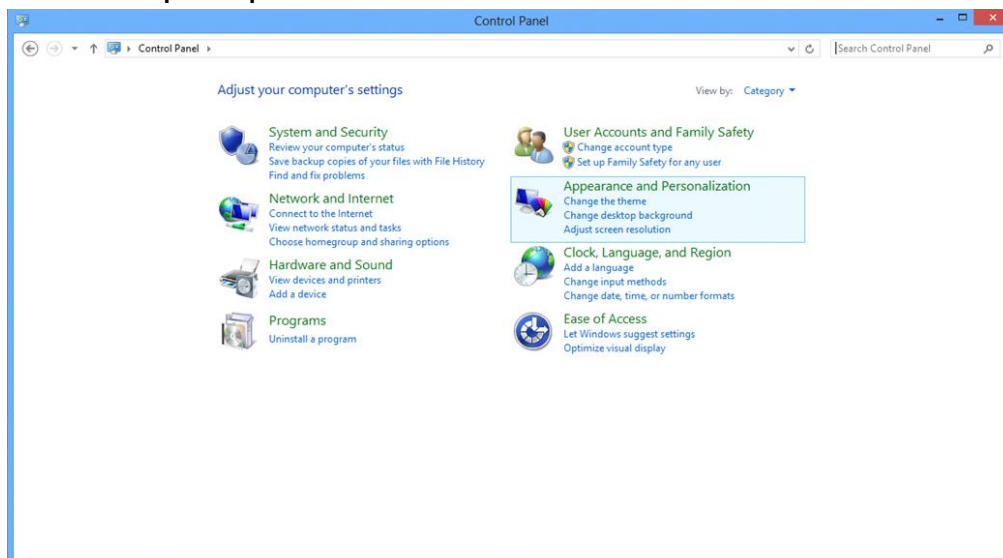 Control Panel
Control Panel
Search Control Panel
Adjust your computer's settings
View by: Category
System and Security
Review your computer's status
Save backup copies of your files with File History
Find and fix problems
Network and Internet
Connect to the Internet
View network status and tasks
Choose homegroup and sharing options
Hardware and Sound
View devices and printers
Add a device
Programs
Uninstall a program
User Accounts and Family Safety
Change account type
Set up Family Safety for any user
Appearance and Personalization
Change the theme
Change desktop background
Adjust screen resolution
Clock, Language, and Region
Add a language
Change input methods
Change date, time, or number formats
Ease of Access
Let Windows suggest settings
Optimize visual display